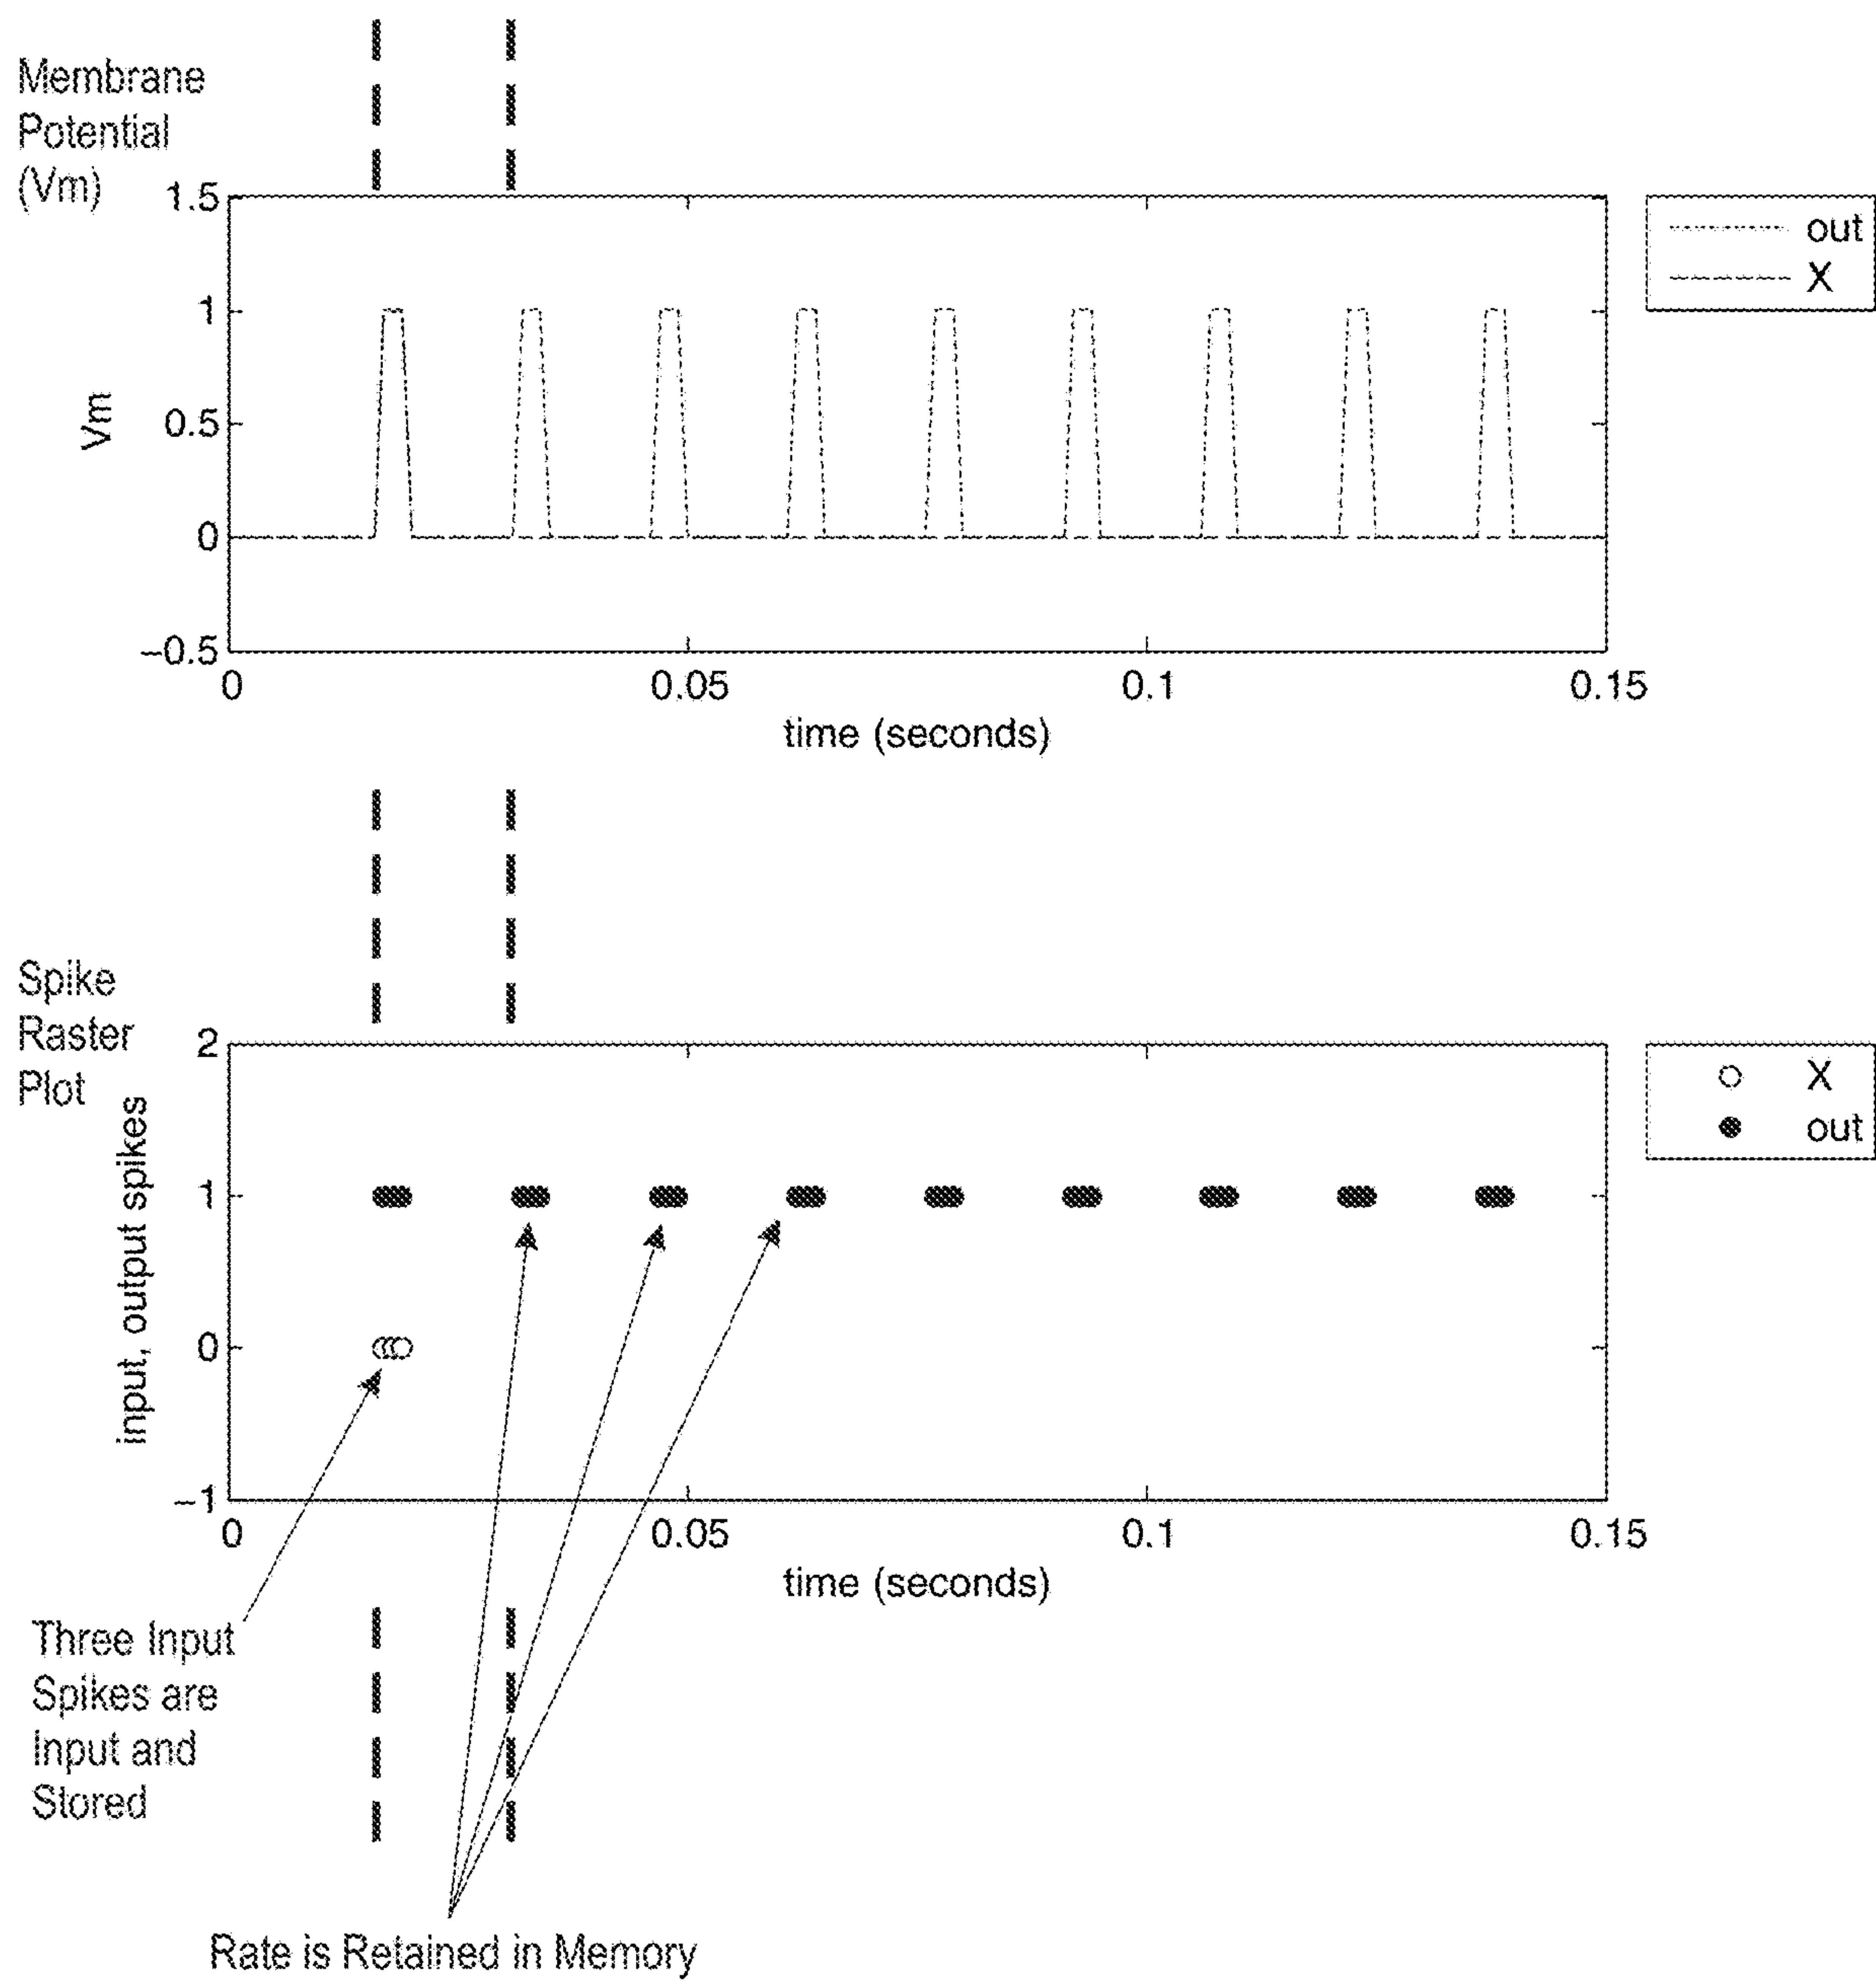 Membrane
Potential
(Vm)
1.5
1
0.5
0
−0.5
Vm
0
0.05
0.1
0.15
time (seconds)
out
X
Spike
Raster
Plot
2
1
0
−1
input, output spikes
0
0.05
0.1
0.15
time (seconds)
X
out
Three Input
Spikes are
Input and
Stored
Rate is Retained in Memory